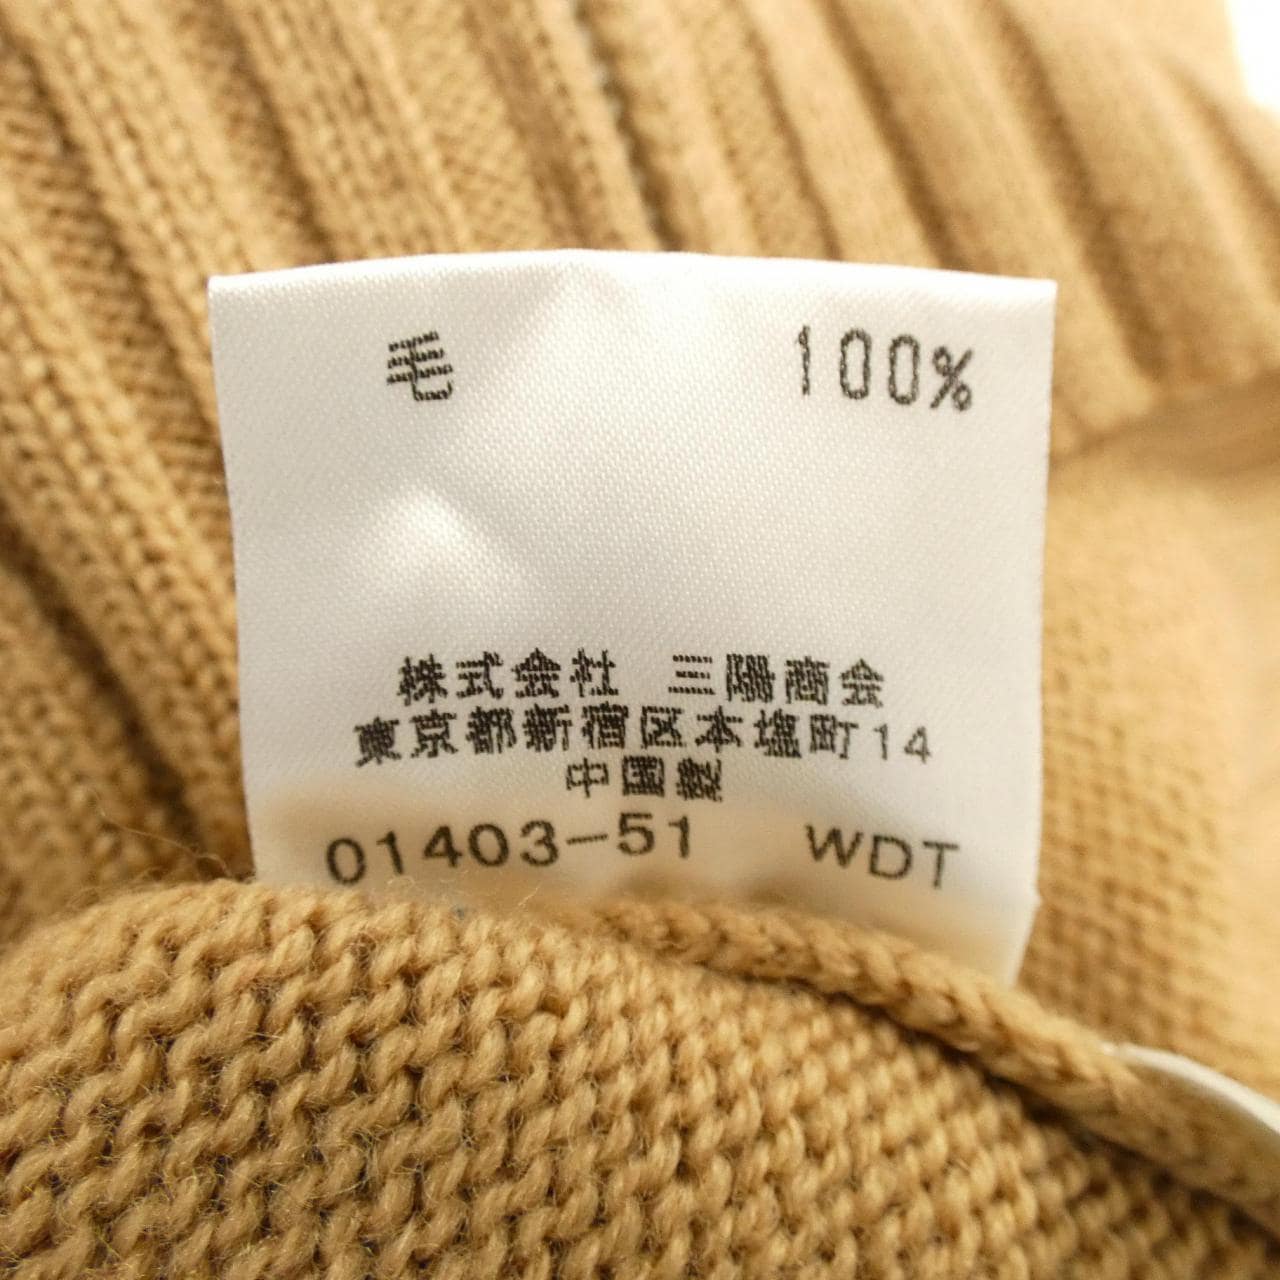 毛 100%
株式会社 三陽商会
東京都新宿区本塩町14
中国製
01403-51 WDT